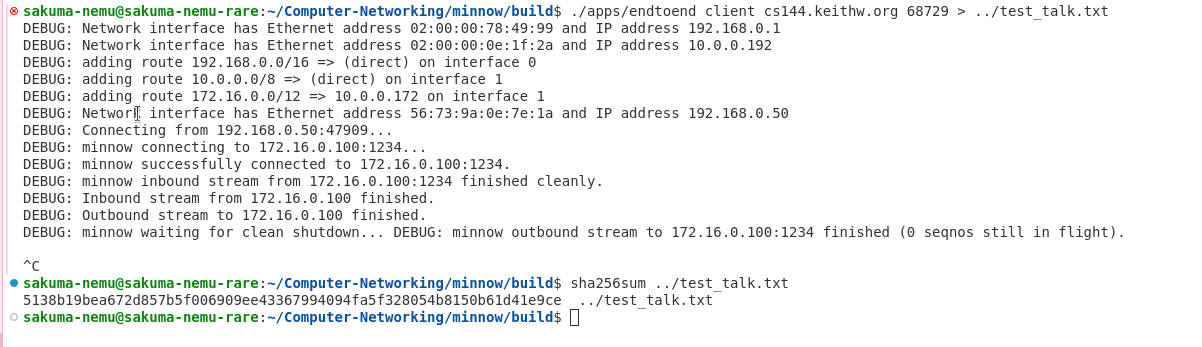 sakuma-nemu@sakuma-nemu-rare:~/Computer-Networking/minnow/build$ ./apps/endtoend client cs144.keithw.org 68729 > ../test_talk.txt
DEBUG: Network interface has Ethernet address 02:00:00:78:49:99 and IP address 192.168.0.1
DEBUG: Network interface has Ethernet address 02:00:00:0e:1f:2a and IP address 10.0.0.192
DEBUG: adding route 192.168.0.0/16 => (direct) on interface 0
DEBUG: adding route 10.0.0.0/8 => (direct) on interface 1
DEBUG: adding route 172.16.0.0/12 => 10.0.0.172 on interface 1
DEBUG: Network interface has Ethernet address 56:73:9a:0e:7e:1a and IP address 192.168.0.50
DEBUG: Connecting from 192.168.0.50:47909...
DEBUG: minnow connecting to 172.16.0.100:1234...
DEBUG: minnow successfully connected to 172.16.0.100:1234.
DEBUG: minnow inbound stream from 172.16.0.100:1234 finished cleanly.
DEBUG: Inbound stream from 172.16.0.100 finished.
DEBUG: Outbound stream to 172.16.0.100 finished.
DEBUG: minnow waiting for clean shutdown... DEBUG: minnow outbound stream to 172.16.0.100:1234 finished (0 seqnos still in flight).
^C
sakuma-nemu@sakuma-nemu-rare:~/Computer-Networking/minnow/build$ sha256sum ../test_talk.txt
5138b19bea672d857b5f006909ee43367994094fa5f328054b8150b61d41e9ce  ../test_talk.txt
sakuma-nemu@sakuma-nemu-rare:~/Computer-Networking/minnow/build$